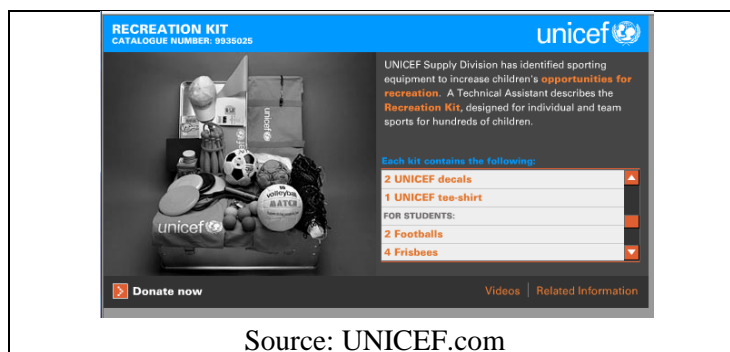 RECREATION KIT
CATALOGUE NUMBER: 9935025
unicef
UNICEF Supply Division has identified sporting
equipment to increase children's opportunities for
recreation. A Technical Assistant describes the
Recreation Kit, designed for individual and team
sports for hundreds of children.
Each kit contains the following:
2 UNICEF decals
1 UNICEF tee-shirt
FOR STUDENTS:
2 Footballs
4 Frisbees
unicef
unicef
volleyball
MATCH
Donate now
Videos | Related Information
Source: UNICEF.com